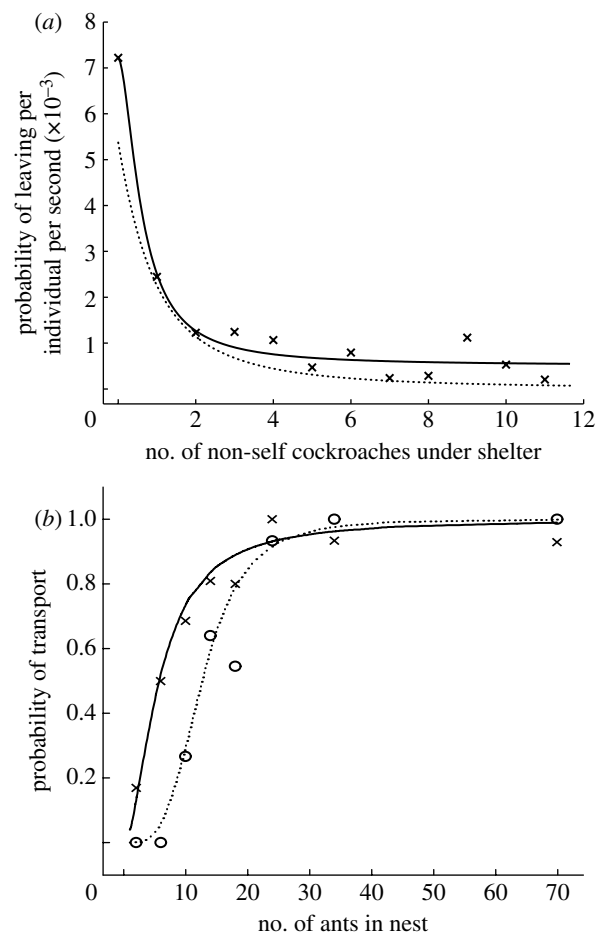 (a)
8
7
6
5
4
3
2
1
0 2 4 6 8 10 12
probability of leaving per
individual per second (×10⁻³)
no. of non-self cockroaches under shelter
(b)
1.0
0.8
0.6
0.4
0.2
0 10 20 30 40 50 60 70
probability of transport
no. of ants in nest